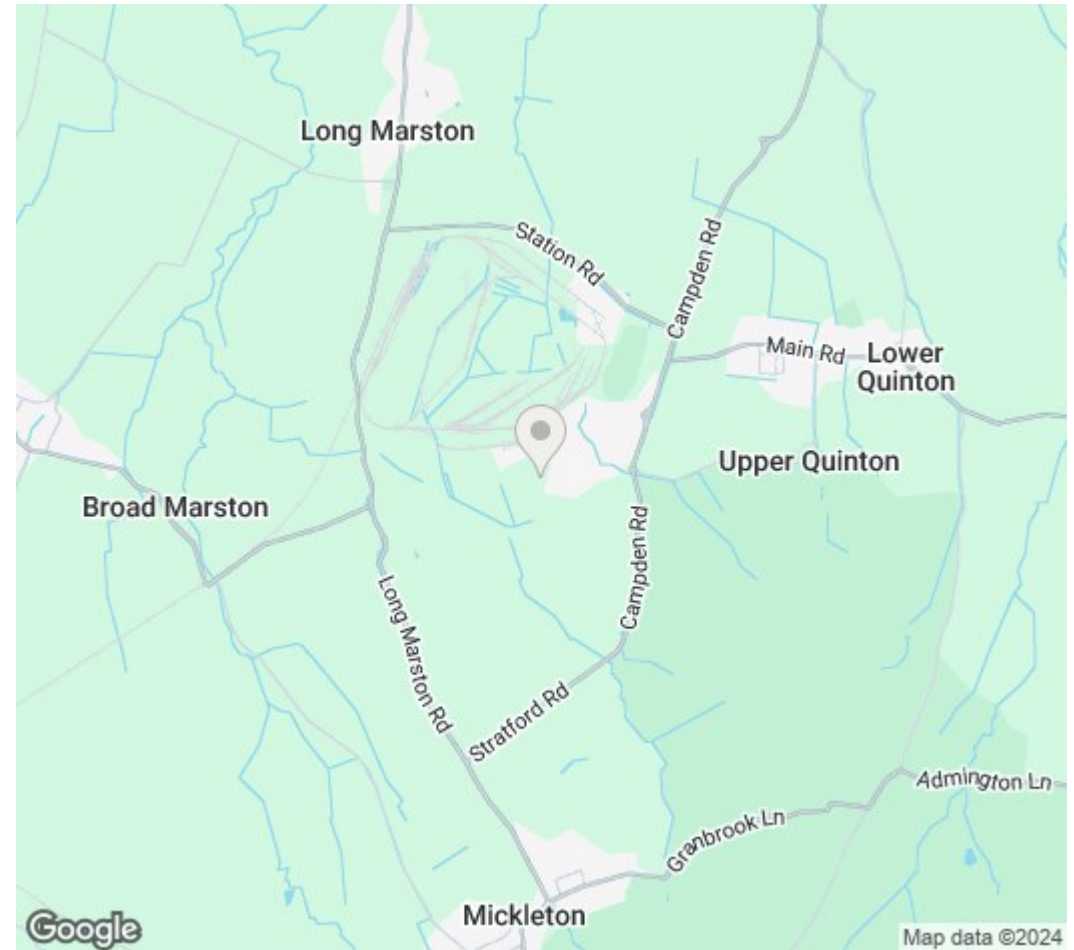 Long Marston
Station Rd
Campden Rd
Main Rd
Lower
Quinton
Upper Quinton
Broad Marston
Campden Rd
Long Marston Rd
Stratford Rd
Admington Ln
Granbrook Ln
Mickleton
Google
Map data ©2024